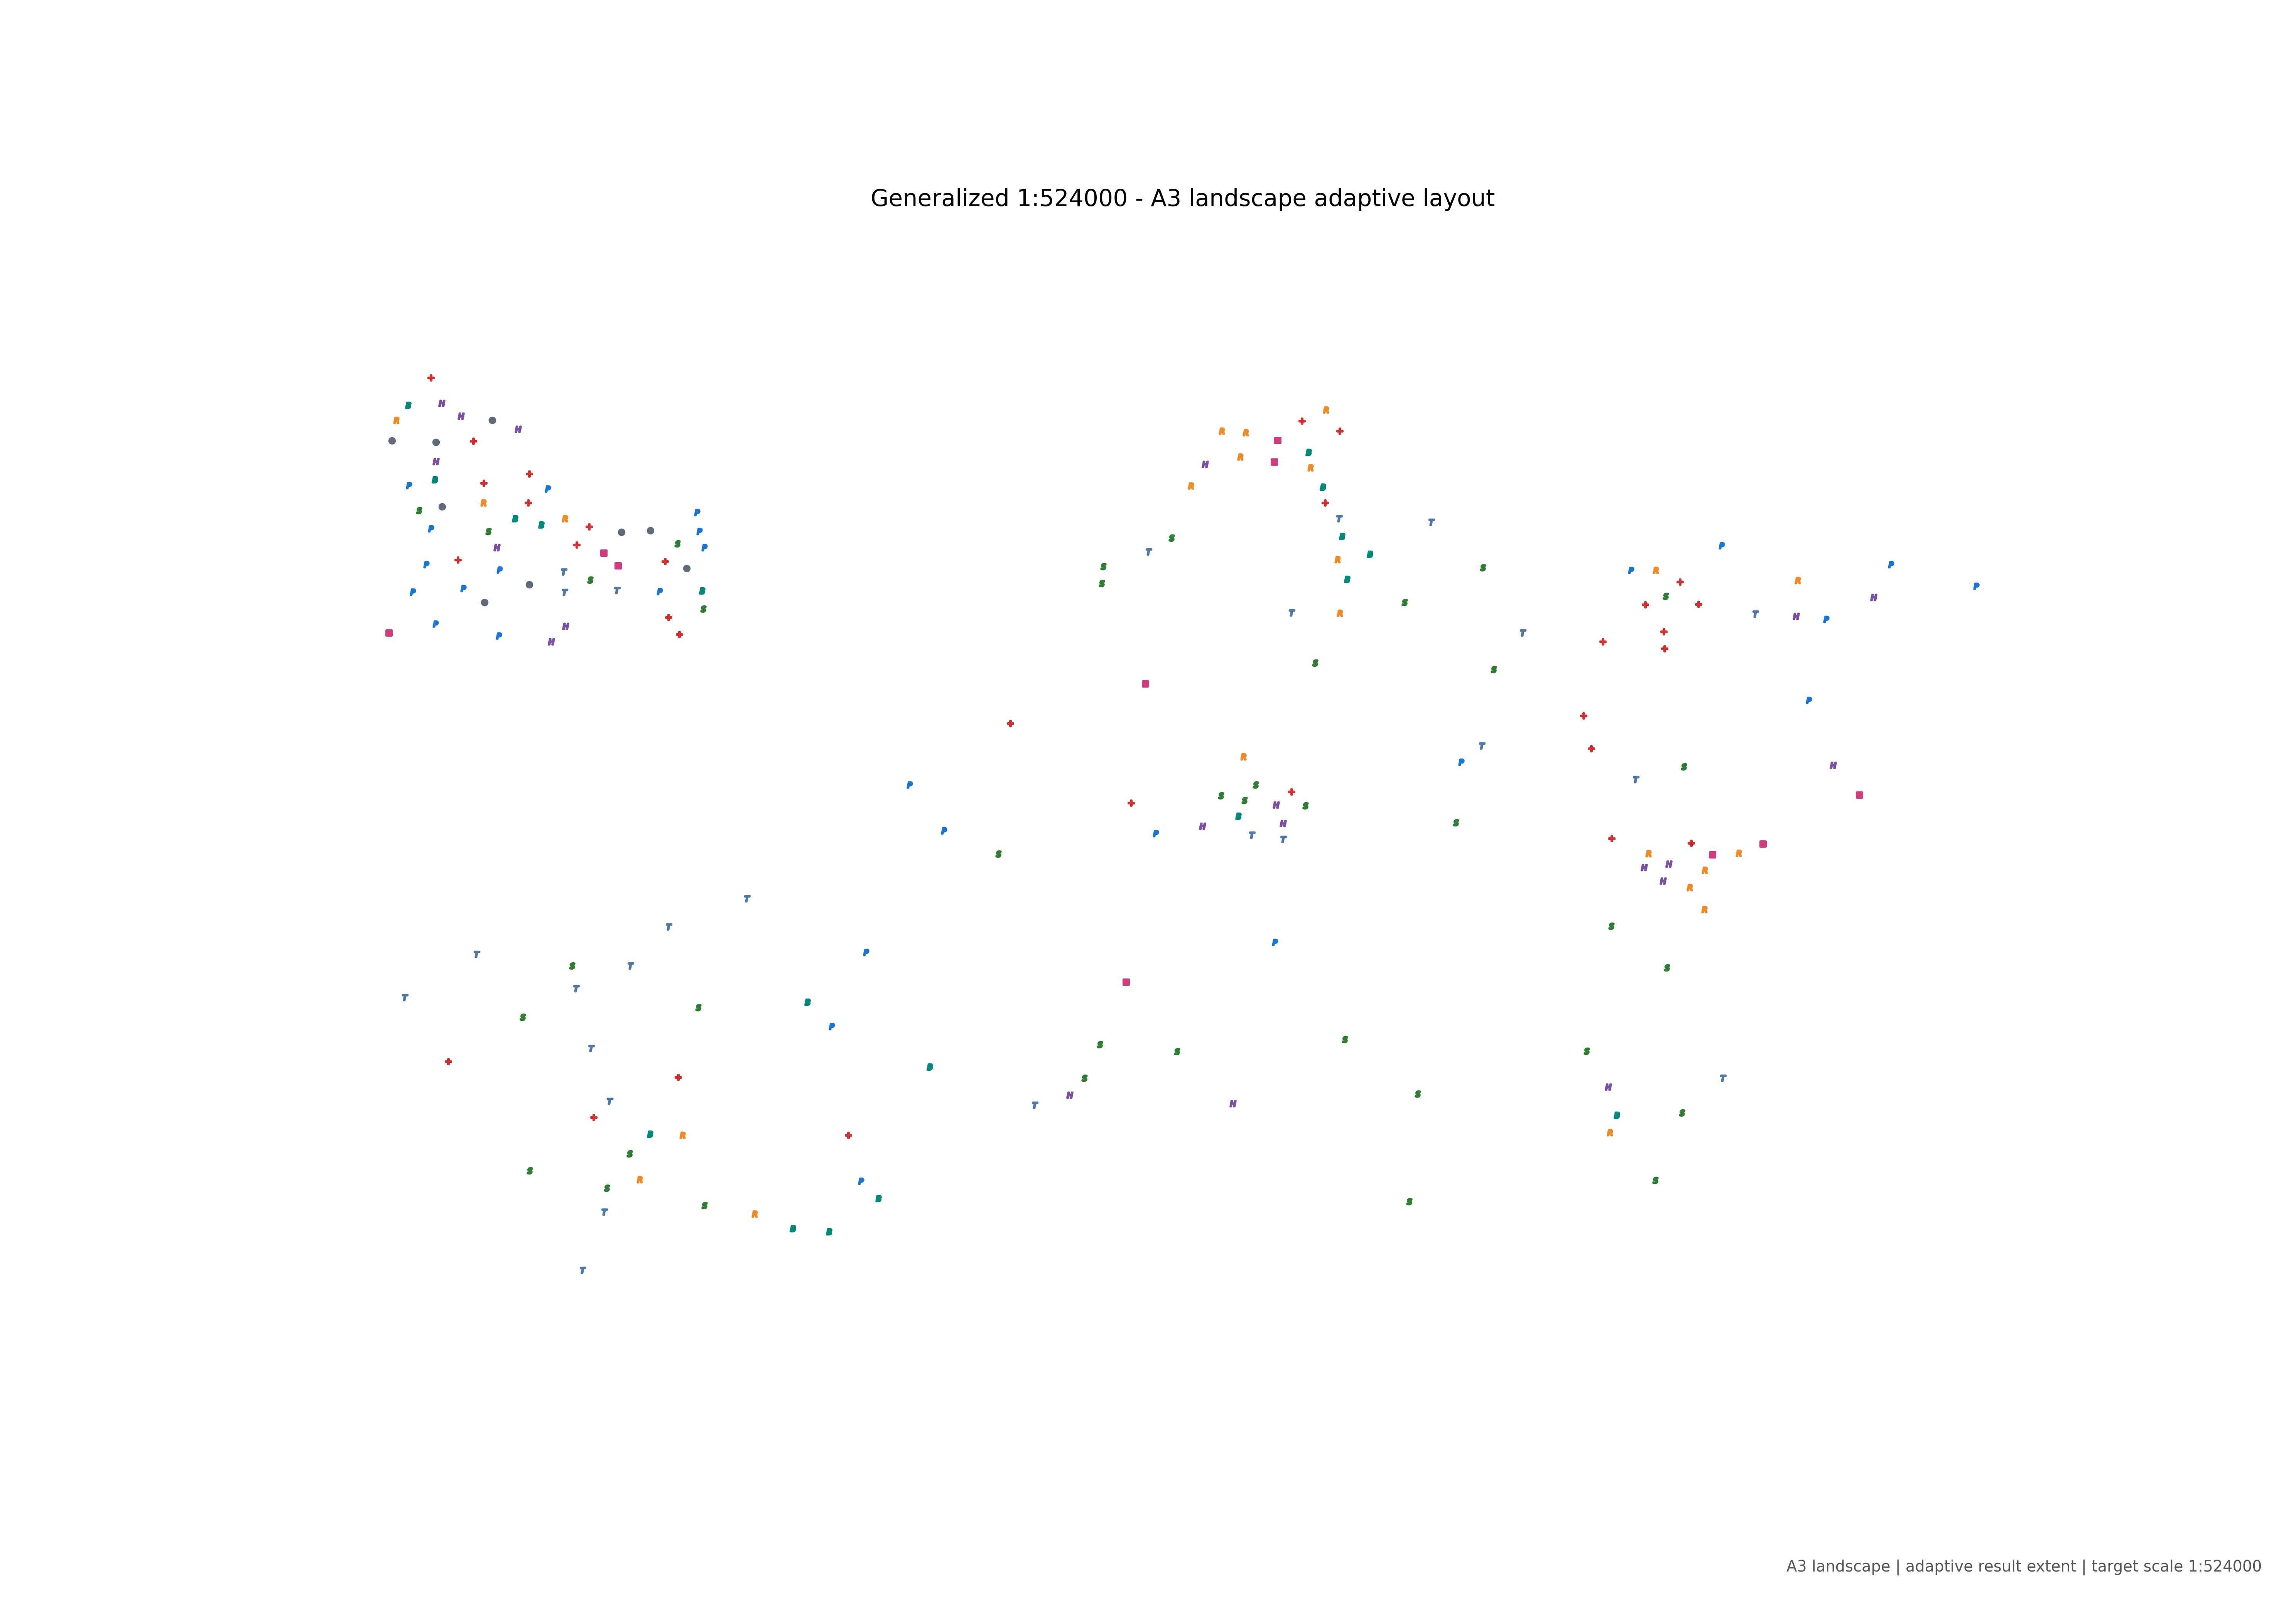 Generalized 1:524000 - A3 landscape adaptive layout
A3 landscape | adaptive result extent | target scale 1:524000